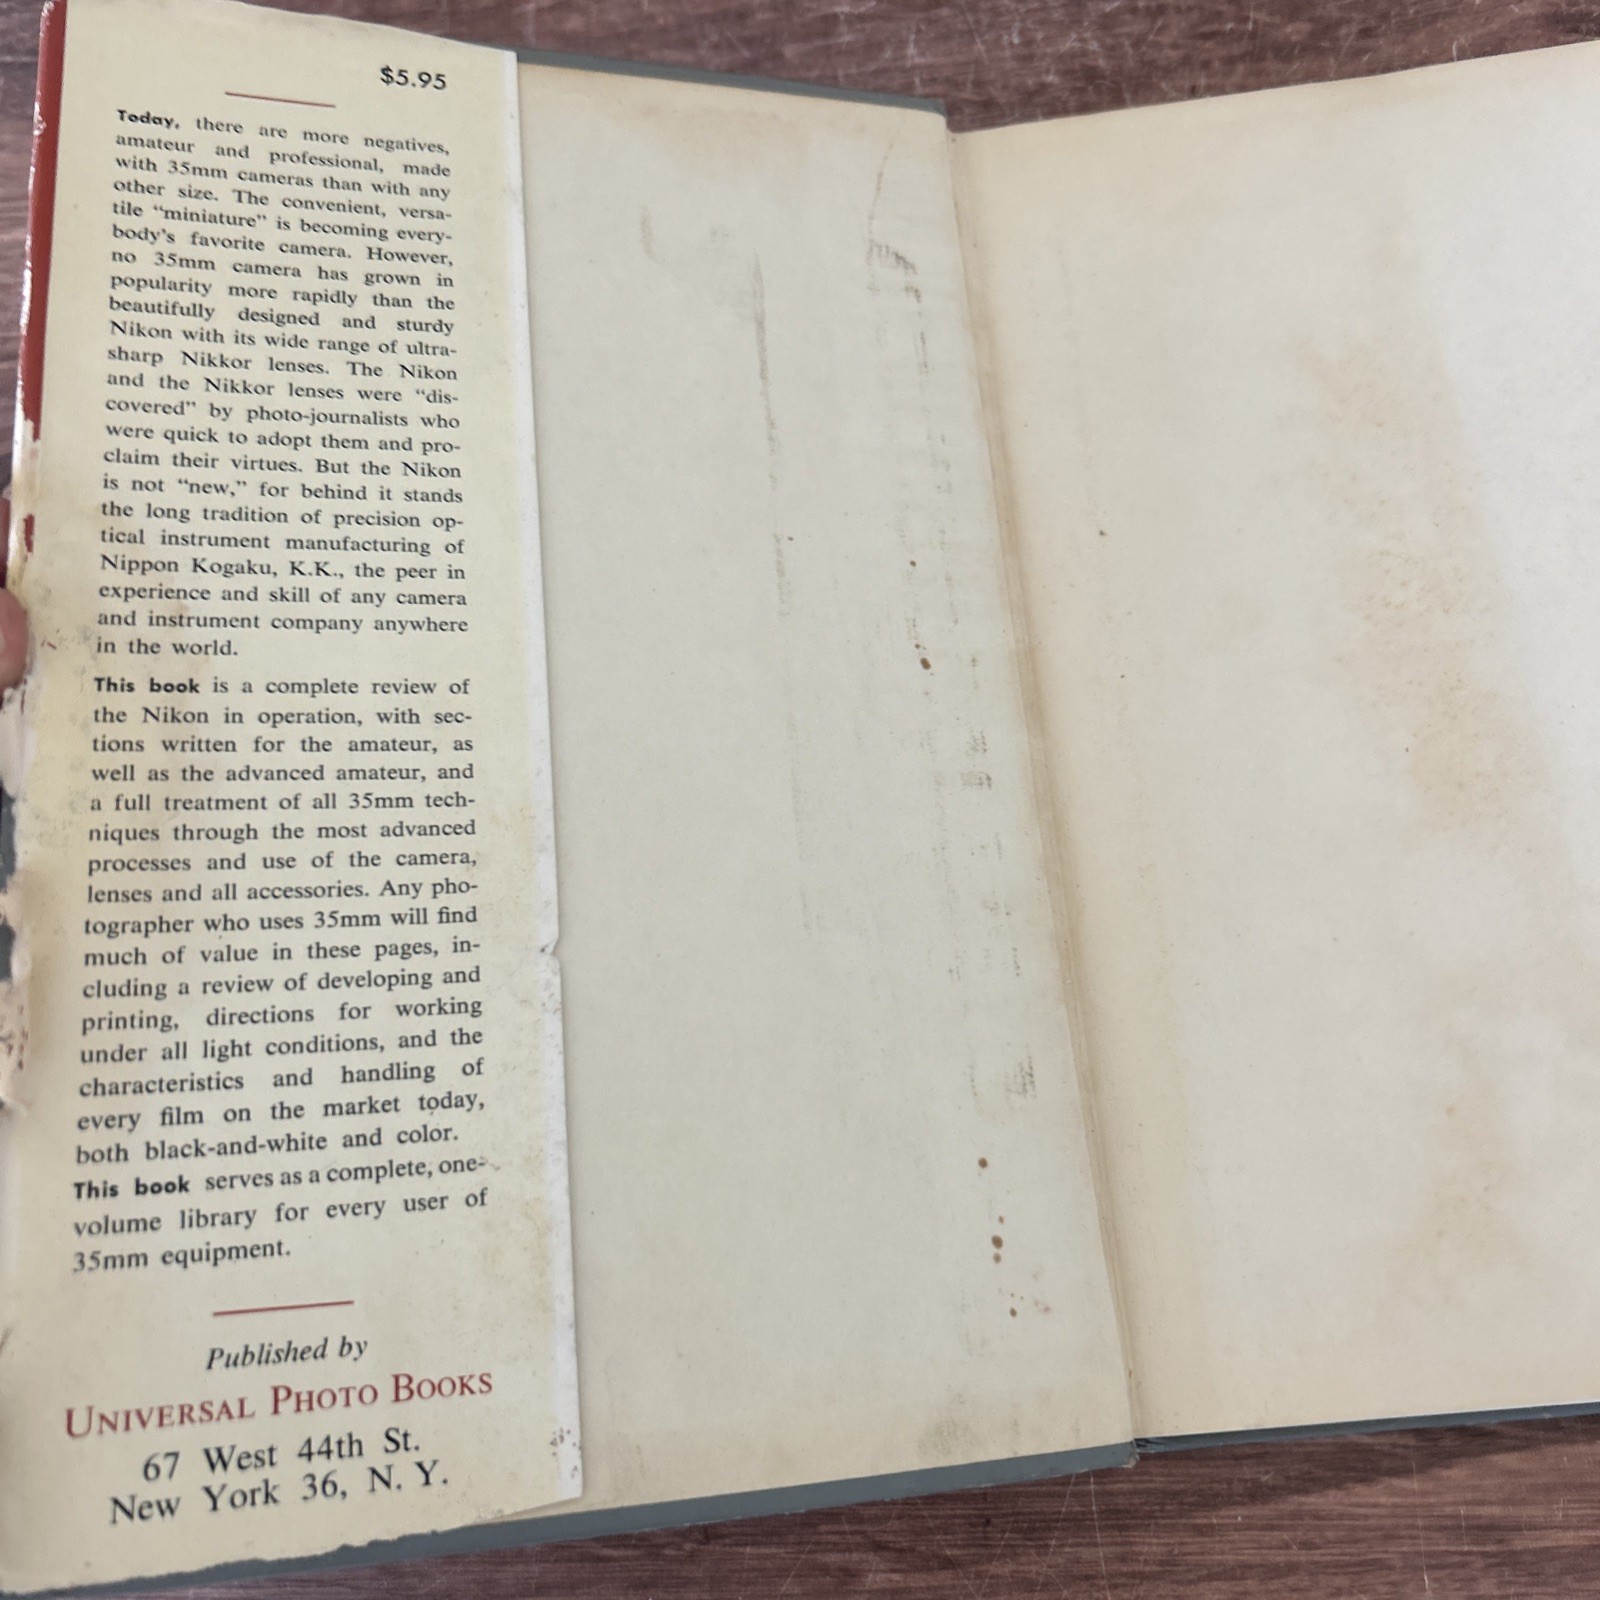 $5.95
Today, there are more negatives,
amateur and professional, made
with 35mm cameras than with any
other size. The convenient, versa-
tile “miniature” is becoming every-
body’s favorite camera. However,
no 35mm camera has grown in
popularity more rapidly than the
beautifully designed and sturdy
Nikon with its wide range of ultra-
sharp Nikkor lenses. The Nikon
and the Nikkor lenses were “dis-
covered” by photo-journalists who
were quick to adopt them and pro-
claim their virtues. But the Nikon
is not “new,” for behind it stands
the long tradition of precision op-
tical instrument manufacturing of
Nippon Kogaku, K.K., the peer in
experience and skill of any camera
and instrument company anywhere
in the world.
This book is a complete review of
the Nikon in operation, with sec-
tions written for the amateur, as
well as the advanced amateur, and
a full treatment of all 35mm tech-
niques through the most advanced
processes and use of the camera,
lenses and all accessories. Any pho-
tographer who uses 35mm will find
much of value in these pages, in-
cluding a review of developing and
printing, directions for working
under all light conditions, and the
characteristics and handling of
every film on the market today,
both black-and-white and color.
This book serves as a complete, one-
volume library for every user of
35mm equipment.
Published by
UNIVERSAL PHOTO BOOKS
67 West 44th St.
New York 36, N. Y.